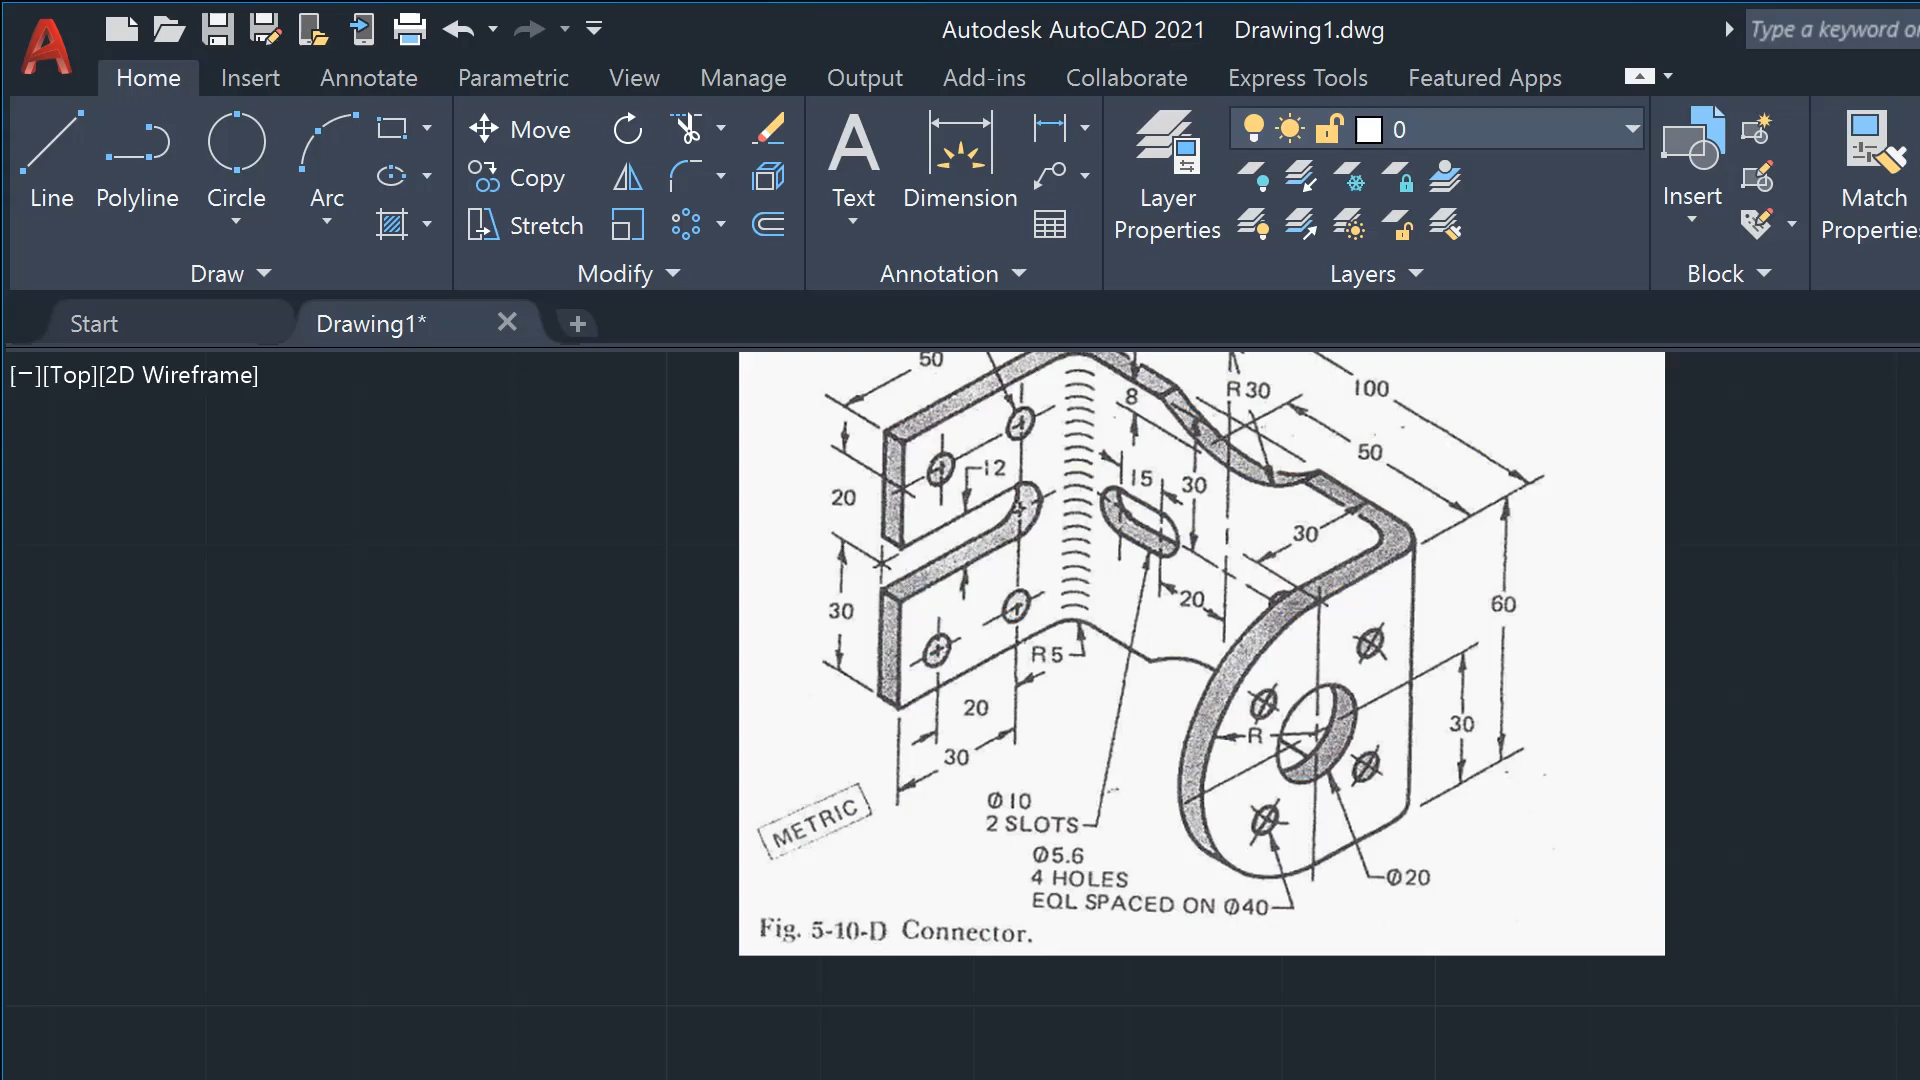 Autodesk AutoCAD 2021 Drawing1.dwg
Type a keyword or
Home Insert Annotate Parametric View Manage Output Add-ins Collaborate Express Tools Featured Apps
Line
Polyline
Circle
Arc
Draw
Move
Copy
Stretch
Modify
Text
Dimension
Annotation
Layer
Properties
0
Layers
Insert
Block
Match
Properties
Start
Drawing1*
[−][Top][2D Wireframe]
50
8
R30
100
50
12
20
15
30
30
30
20
60
R5
20
30
R
30
METRIC
Ø10
2 SLOTS
Ø5.6
4 HOLES
EQL SPACED ON Ø40
Ø20
Fig. 5-10-D Connector.